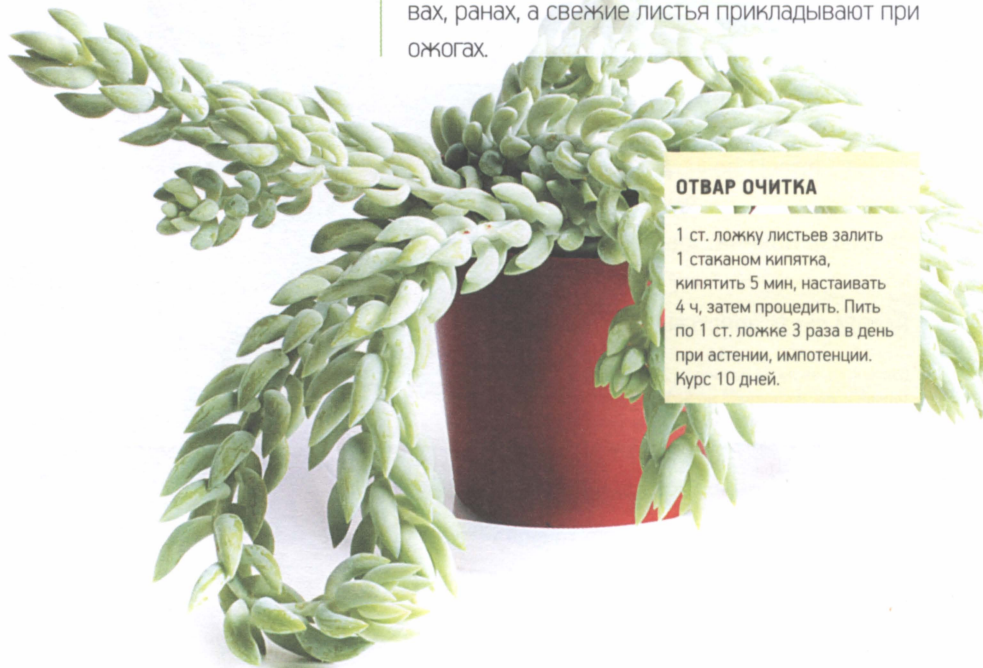 вах, ранах, а свежие листья прикладывают при
ожогах.
ОТВАР ОЧИТКА
1 ст. ложку листьев залить
1 стаканом кипятка,
кипятить 5 мин, настаивать
4 ч, затем процедить. Пить
по 1 ст. ложке 3 раза в день
при астении, импотенции.
Курс 10 дней.